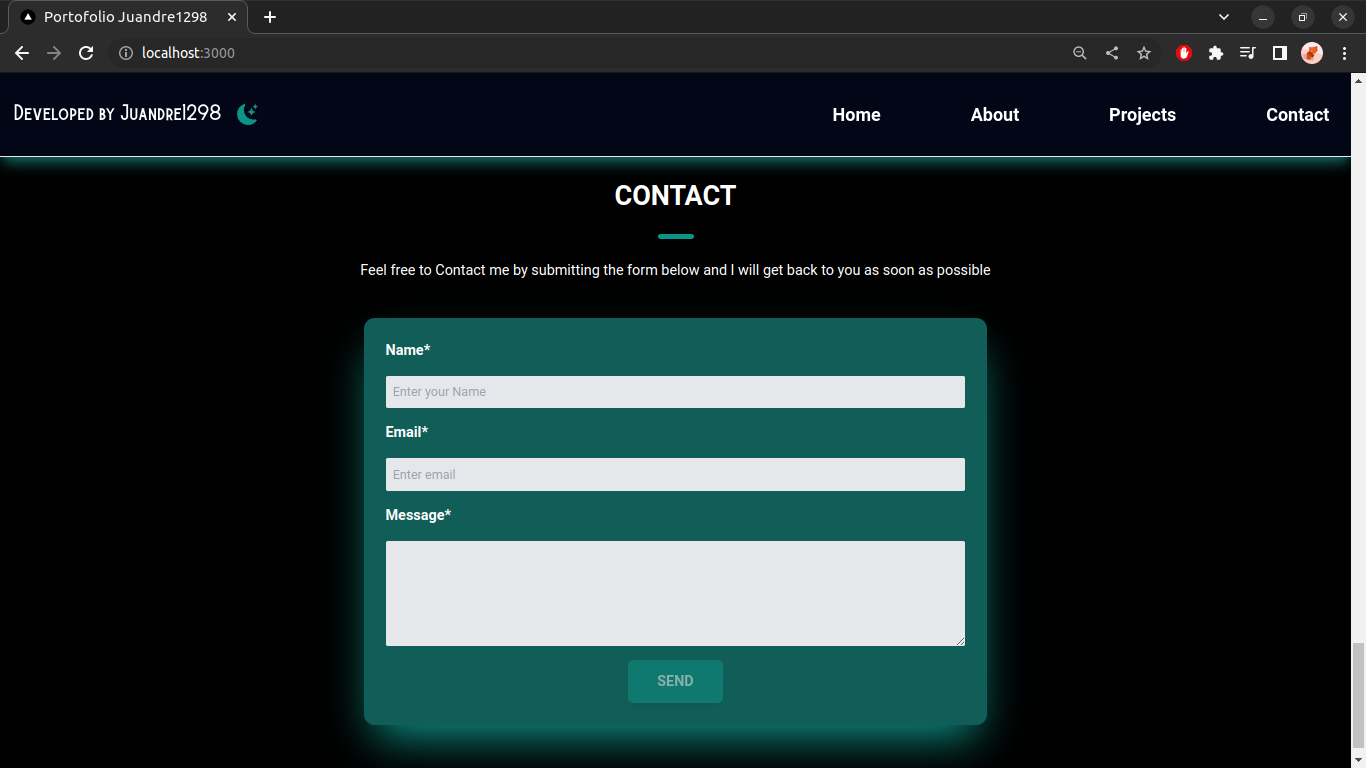 Portofolio Juandre1298
localhost:3000
Developed by Juandre1298
Home
About
Projects
Contact
CONTACT
Feel free to Contact me by submitting the form below and I will get back to you as soon as possible
Name*
Enter your Name
Email*
Enter email
Message*
SEND